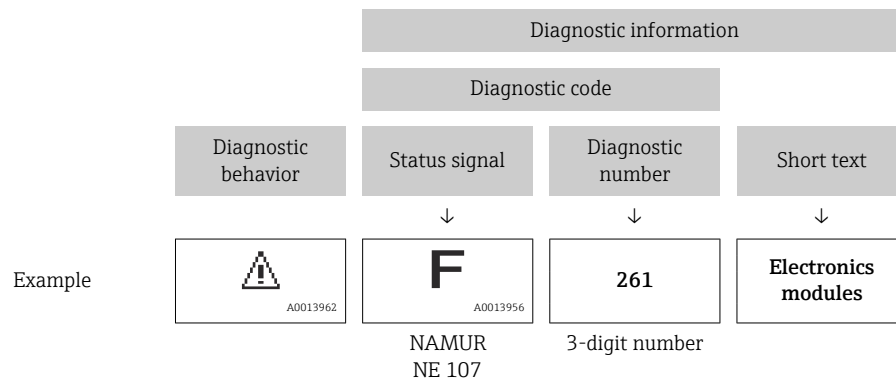 Diagnostic information
Diagnostic code
Diagnostic
behavior
Status signal
Diagnostic
number
Short text
↓
↓
↓
Example
A0013962
F
A0013956
261
Electronics
modules
NAMUR
NE 107
3-digit number